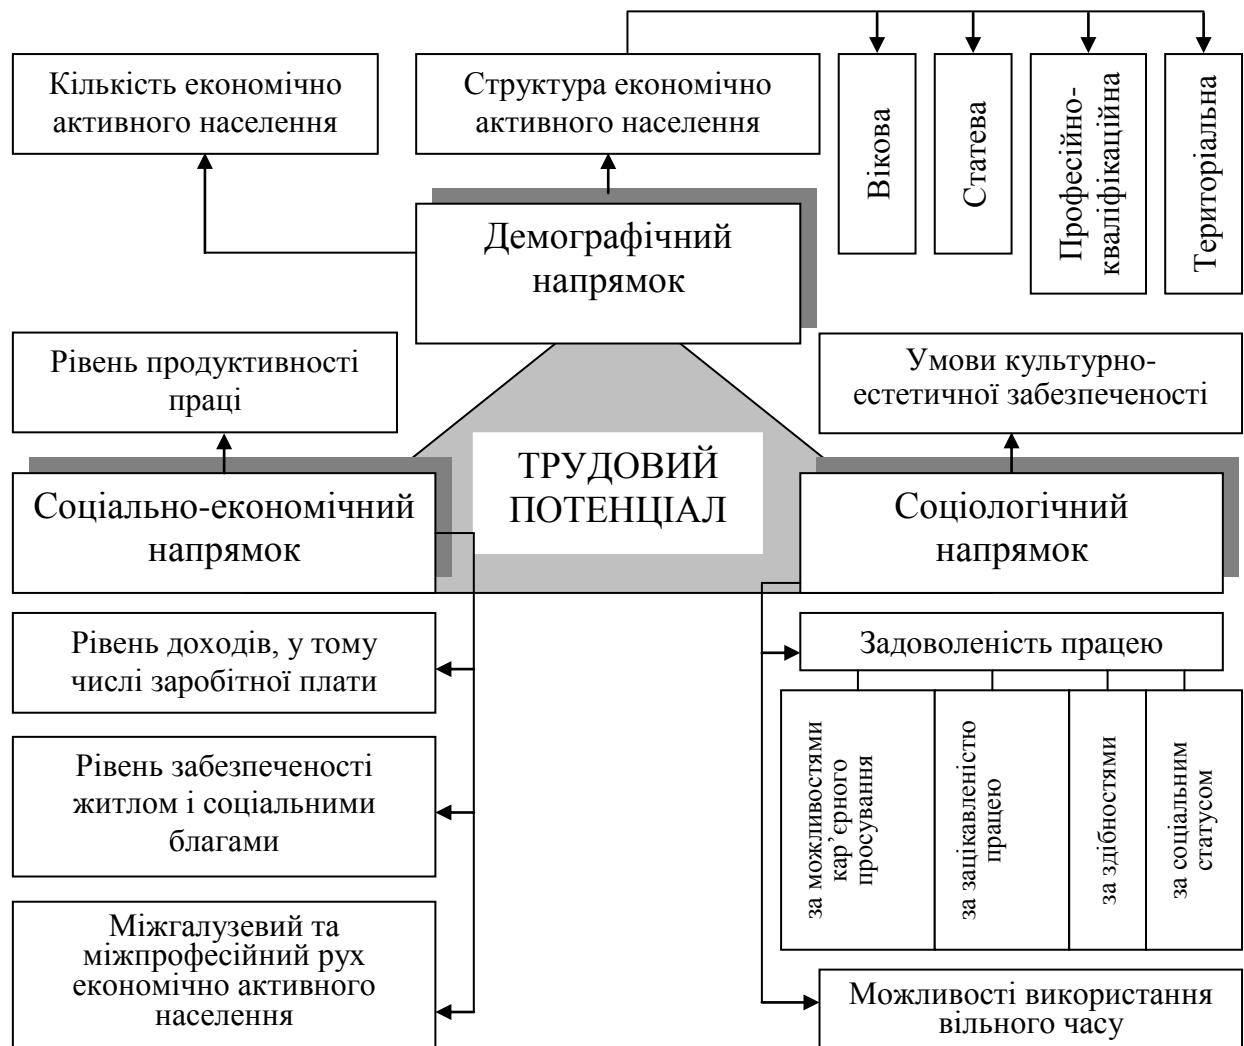 Кількість економічно
активного населення
Структура економічно
активного населення
Вікова
Статева
Професійно-
кваліфікаційна
Територіальна
Демографічний
напрямок
Рівень продуктивності
праці
Умови культурно-
естетичної забезпеченості
ТРУДОВИЙ
ПОТЕНЦІАЛ
Соціально-економічний
напрямок
Соціологічний
напрямок
Рівень доходів, у тому
числі заробітної плати
Рівень забезпеченості
житлом і соціальними
благами
Міжгалузевий та
міжпрофесійний рух
економічно активного
населення
Задоволеність працею
за можливостями
кар’єрного
просування
за зацікавленістю
працею
за здібностями
за соціальним
статусом
Можливості використання
вільного часу